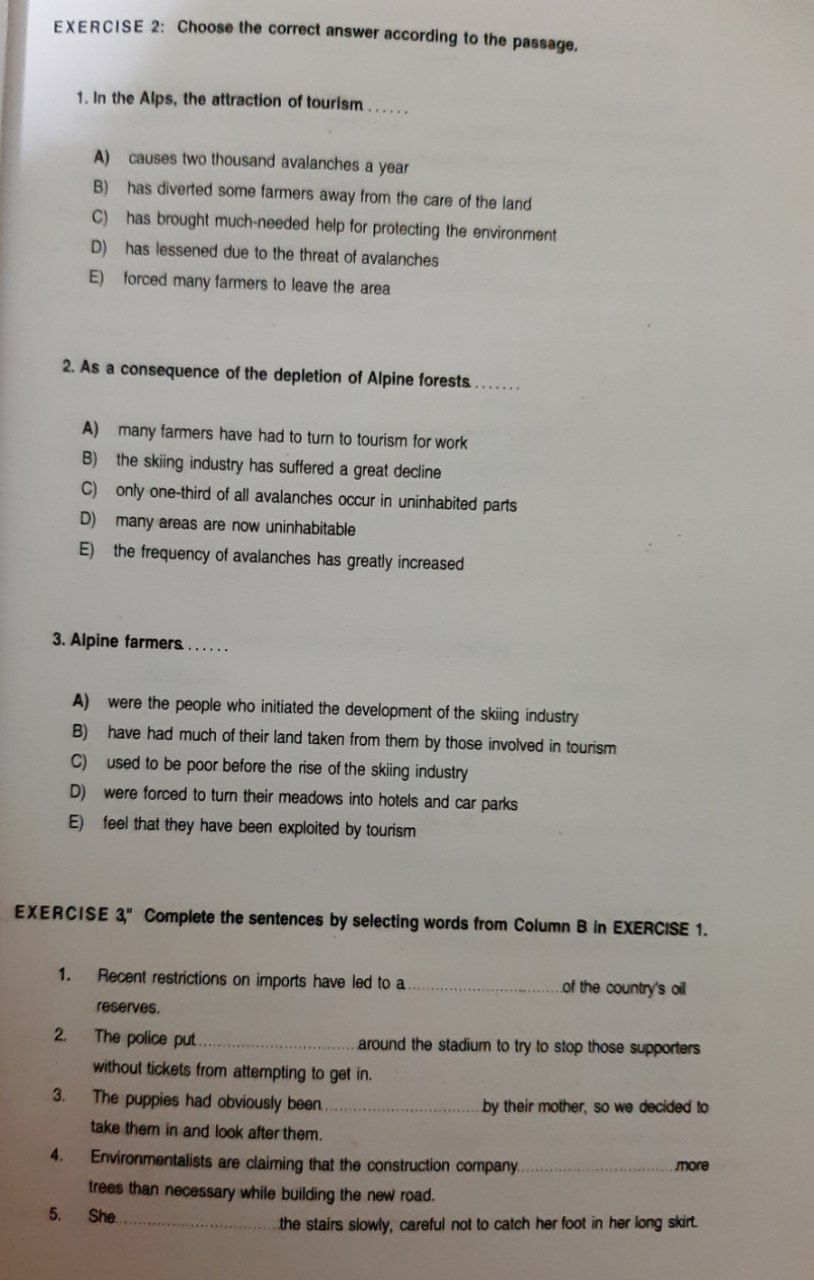 EXERCISE 2: Choose the correct answer according to the passage.
1. In the Alps, the attraction of tourism ......
A) causes two thousand avalanches a year
B) has diverted some farmers away from the care of the land
C) has brought much-needed help for protecting the environment
D) has lessened due to the threat of avalanches
E) forced many farmers to leave the area
2. As a consequence of the depletion of Alpine forests.......
A) many farmers have had to turn to tourism for work
B) the skiing industry has suffered a great decline
C) only one-third of all avalanches occur in uninhabited parts
D) many areas are now uninhabitable
E) the frequency of avalanches has greatly increased
3. Alpine farmers......
A) were the people who initiated the development of the skiing industry
B) have had much of their land taken from them by those involved in tourism
C) used to be poor before the rise of the skiing industry
D) were forced to turn their meadows into hotels and car parks
E) feel that they have been exploited by tourism
EXERCISE 3," Complete the sentences by selecting words from Column B in EXERCISE 1.
1. Recent restrictions on imports have led to a..............................of the country's oil
reserves.
2. The police put..............................around the stadium to try to stop those supporters
without tickets from attempting to get in.
3. The puppies had obviously been..............................by their mother, so we decided to
take them in and look after them.
4. Environmentalists are claiming that the construction company..............................more
trees than necessary while building the new road.
5. She..............................the stairs slowly, careful not to catch her foot in her long skirt.